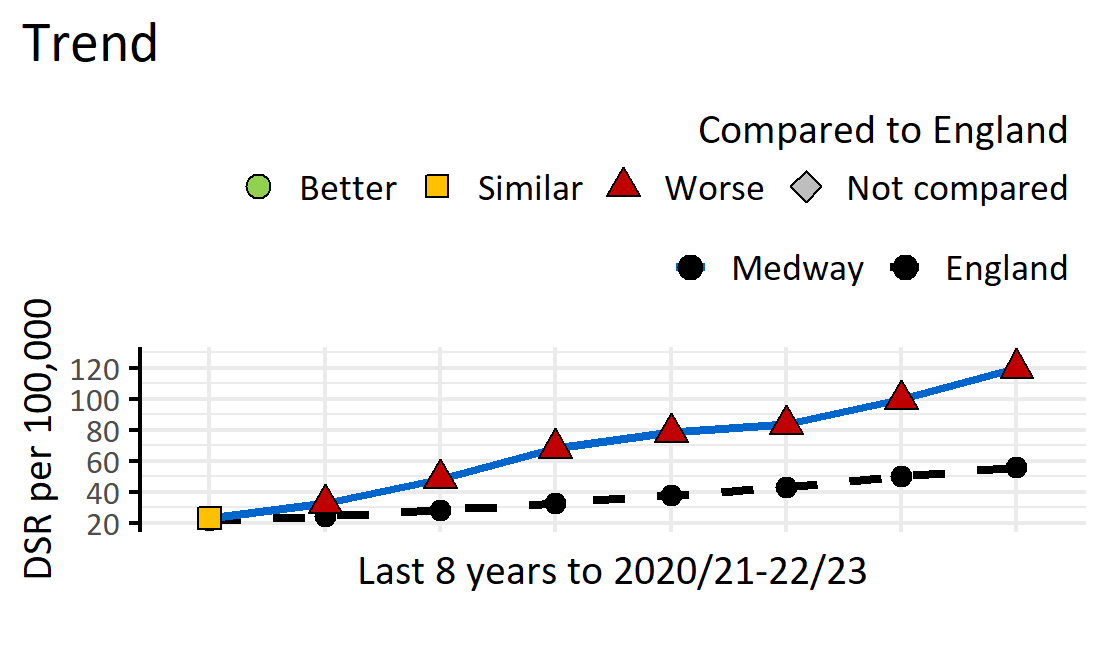 Trend
Compared to England
Better Similar Worse Not compared
Medway England
DSR per 100,000
120
100
80
60
40
20
Last 8 years to 2020/21-22/23